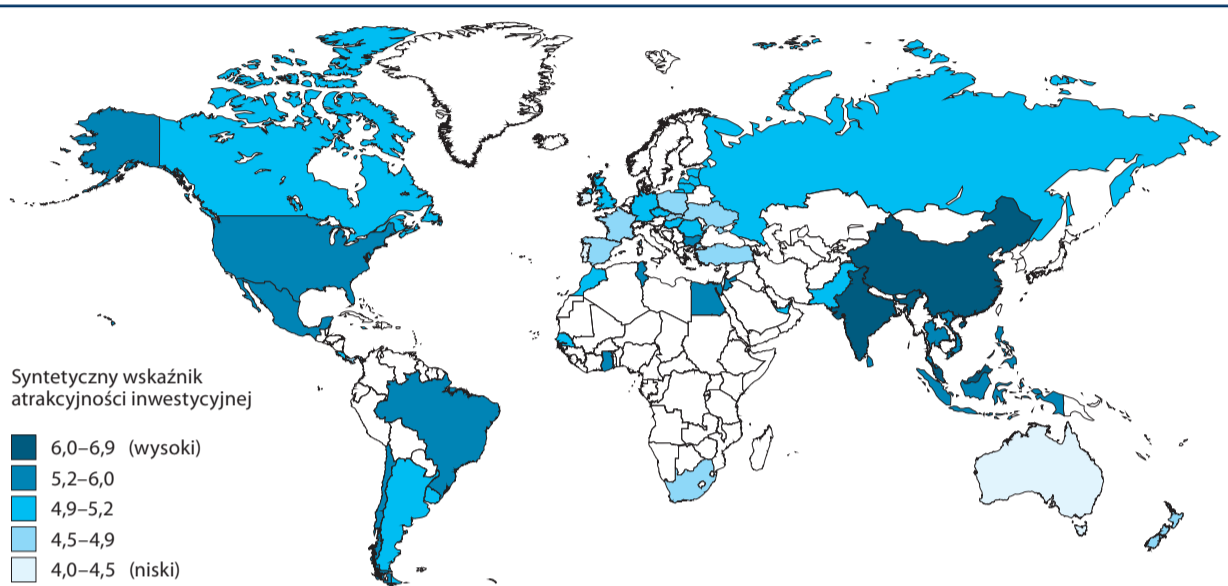 Syntetyczny wskaźnik
atrakcyjności inwestycyjnej
6,0–6,9 (wysoki)
5,2–6,0
4,9–5,2
4,5–4,9
4,0–4,5 (niski)